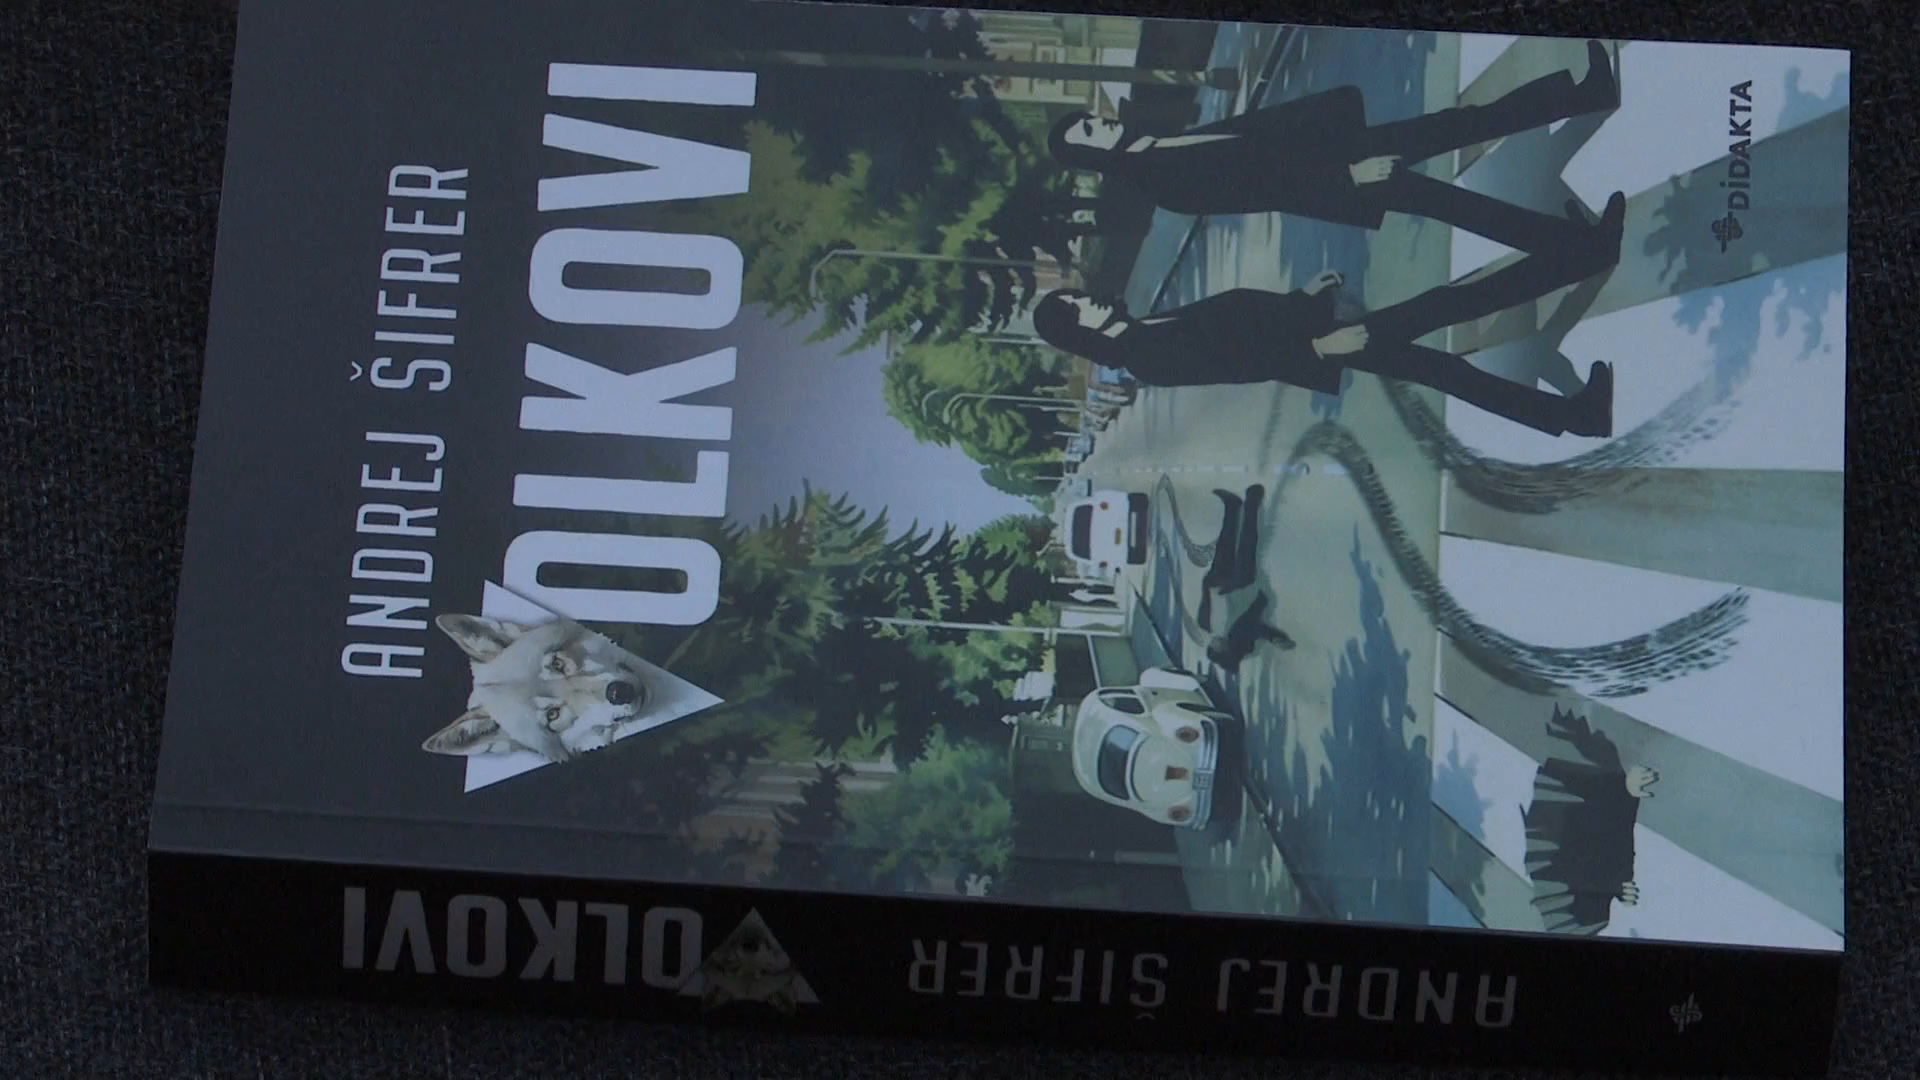 ANDREJ ŠIFRER
VOLKOVI
DIDAKTA
VOLKOVI
ANDREJ ŠIFRER